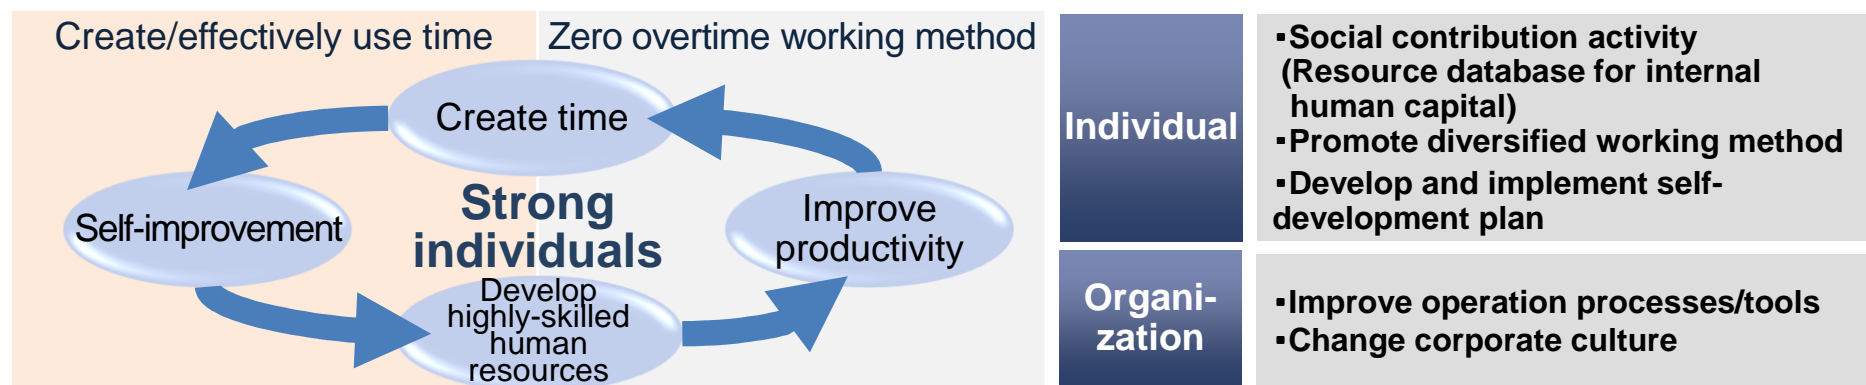 Create/effectively use time
Zero overtime working method
Create time
Self-improvement
Strong
individuals
Improve
productivity
Develop
highly-skilled
human
resources
Individual
▪Social contribution activity
(Resource database for internal
human capital)
▪Promote diversified working method
▪Develop and implement self-
development plan
Organi-
zation
▪Improve operation processes/tools
▪Change corporate culture